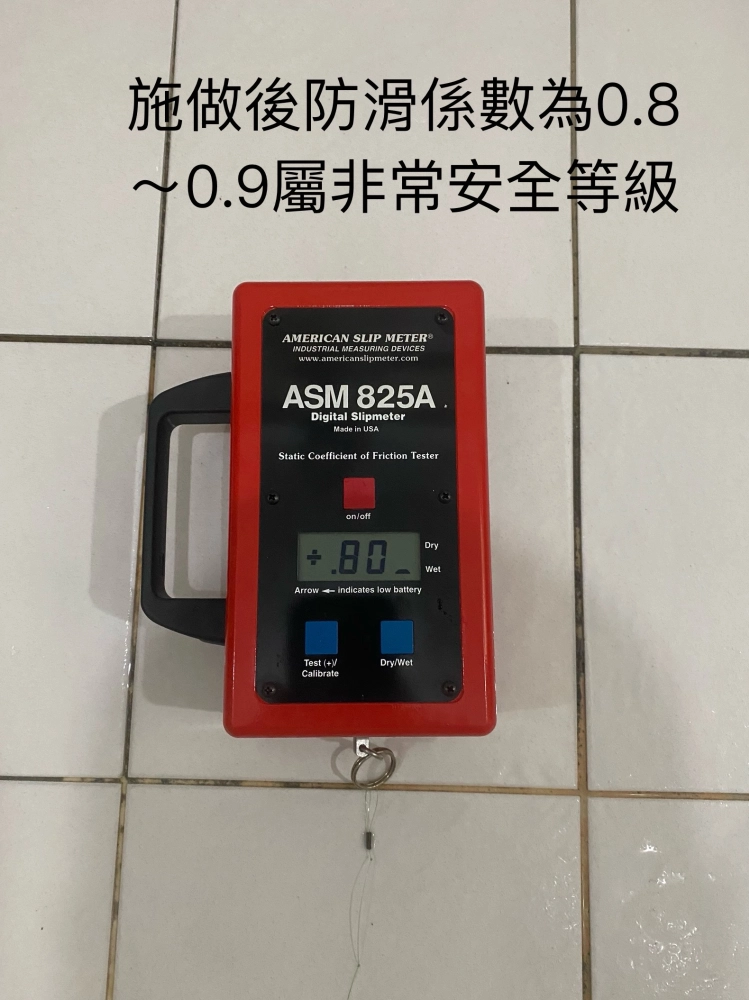 施做後防滑係數為0.8
～0.9屬非常安全等級
AMERICAN SLIP METER®
INDUSTRIAL MEASURING DEVICES
www.americanslipmeter.com
ASM 825A
Digital Slipmeter
Made in USA
Static Coefficient of Friction Tester
on/off
+.80
Dry
Wet
Arrow ← indicates low battery
Test (+)/
Calibrate
Dry/Wet